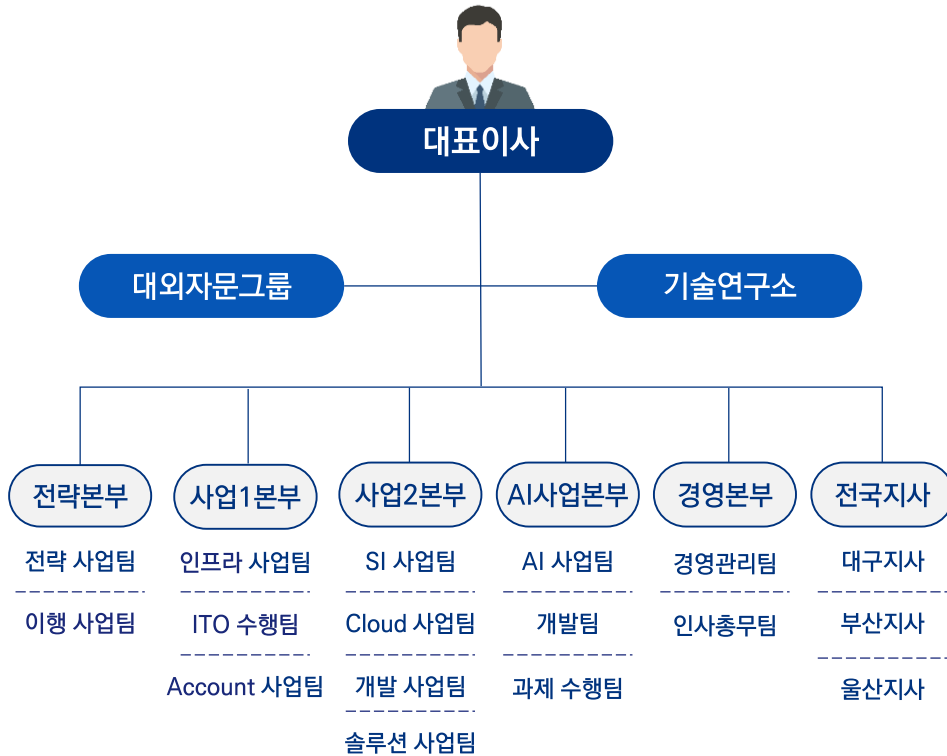 대표이사
대외자문그룹
기술연구소
전략본부
사업1본부
사업2본부
AI사업본부
경영본부
전국지사
전략 사업팀
이행 사업팀
인프라 사업팀
ITO 수행팀
Account 사업팀
SI 사업팀
Cloud 사업팀
개발 사업팀
솔루션 사업팀
AI 사업팀
개발팀
과제 수행팀
경영관리팀
인사총무팀
대구지사
부산지사
울산지사